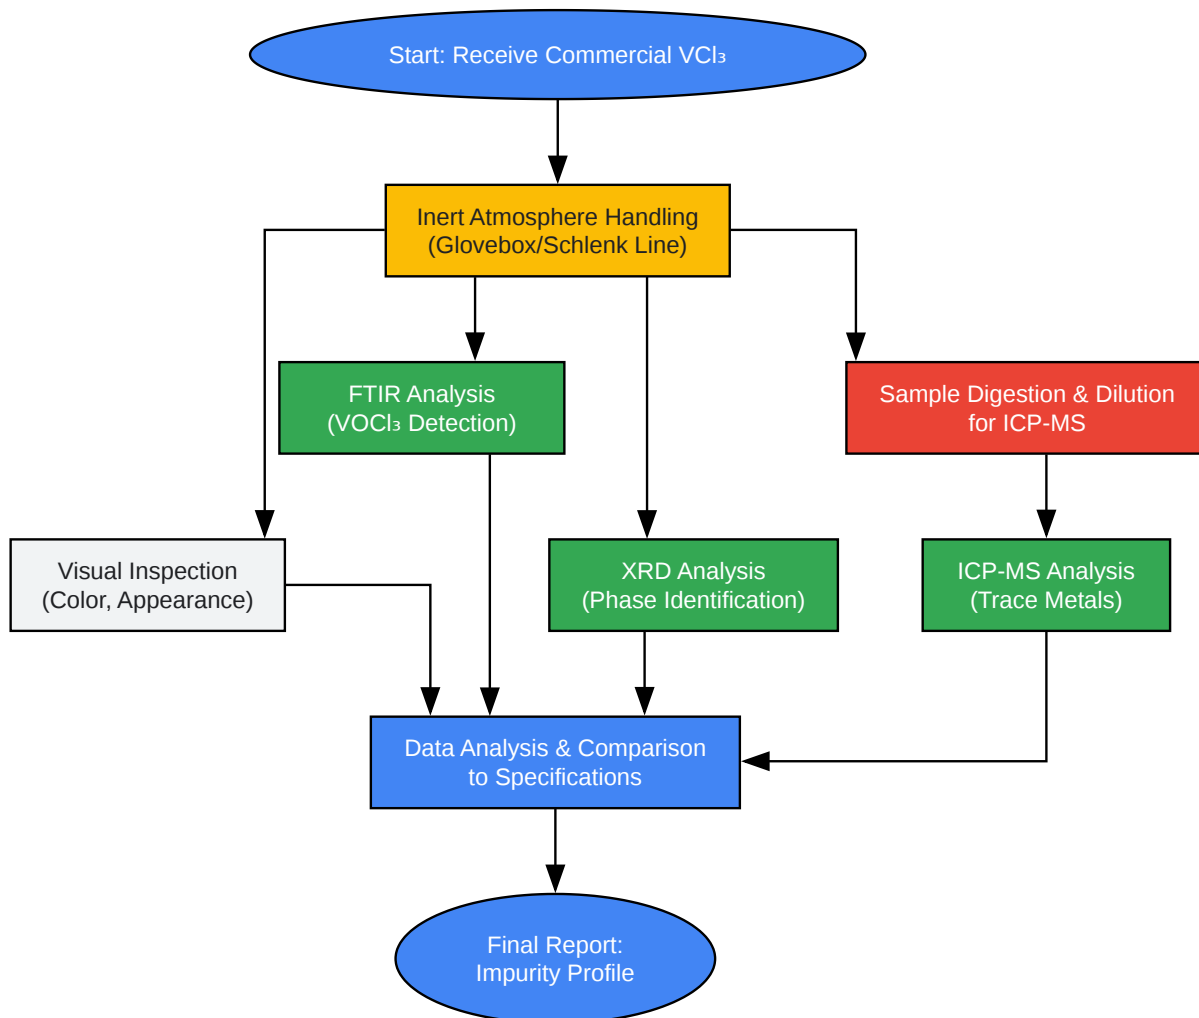 Start: Receive Commercial VCl₃
Inert Atmosphere Handling
(Glovebox/Schlenk Line)
FTIR Analysis
(VOCl₃ Detection)
Sample Digestion & Dilution
for ICP-MS
Visual Inspection
(Color, Appearance)
XRD Analysis
(Phase Identification)
ICP-MS Analysis
(Trace Metals)
Data Analysis & Comparison
to Specifications
Final Report:
Impurity Profile